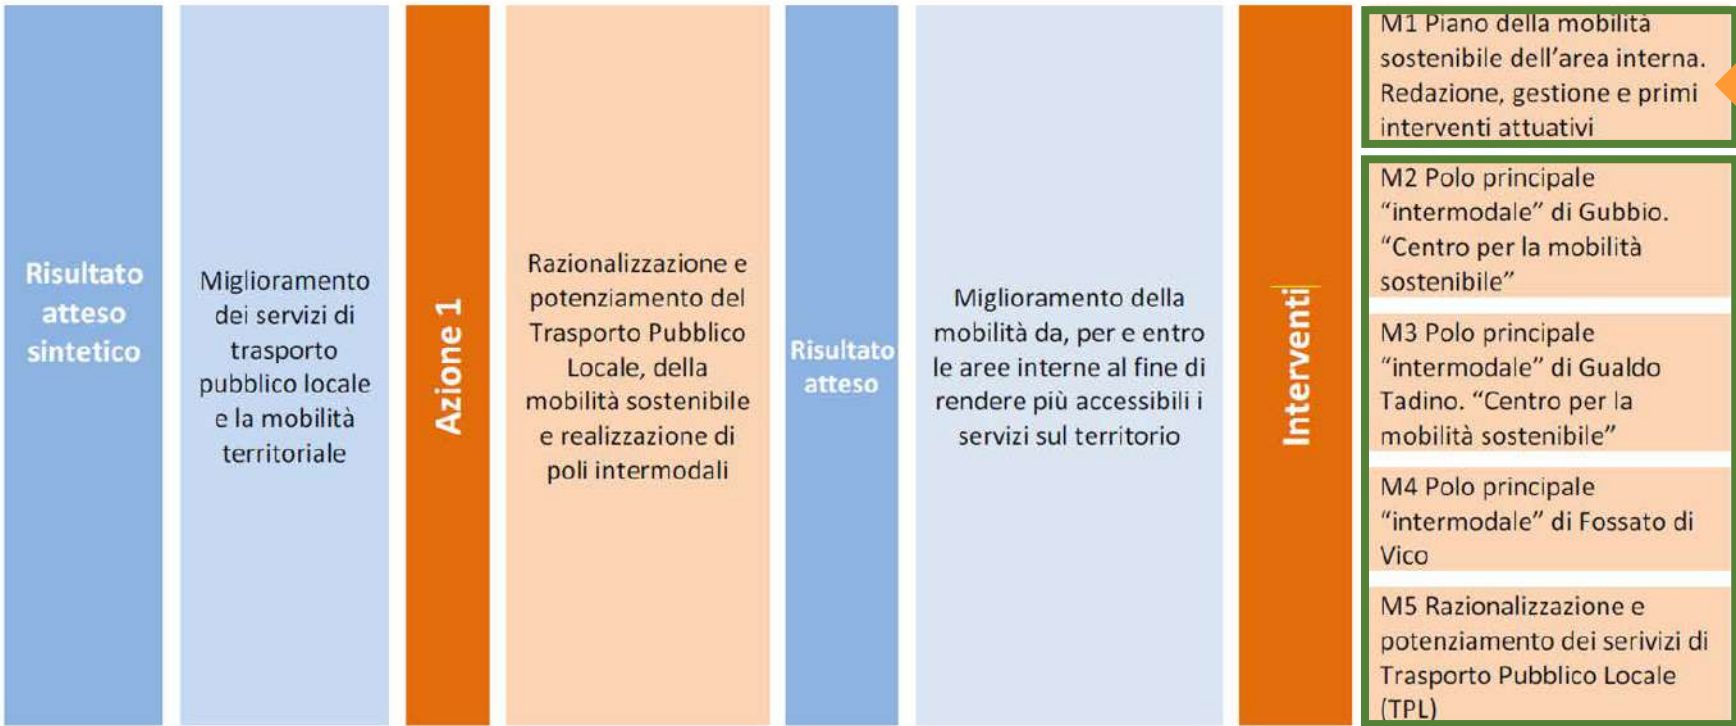 Risultato
atteso
sintetico
Miglioramento
dei servizi di
trasporto
pubblico locale
e la mobilità
territoriale
Azione 1
Razionalizzazione e
potenziamento del
Trasporto Pubblico
Locale, della
mobilità sostenibile
e realizzazione di
poli intermodali
Risultato
atteso
Miglioramento della
mobilità da, per e entro
le aree interne al fine di
rendere più accessibili i
servizi sul territorio
Interventi
M1 Piano della mobilità
sostenibile dell'area interna.
Redazione, gestione e primi
interventi attuativi
M2 Polo principale
"intermodale" di Gubbio.
"Centro per la mobilità
sostenibile"
M3 Polo principale
"intermodale" di Gualdo
Tadino. "Centro per la
mobilità sostenibile"
M4 Polo principale
"intermodale" di Fossato di
Vico
M5 Razionalizzazione e
potenziamento dei serivizi di
Trasporto Pubblico Locale
(TPL)